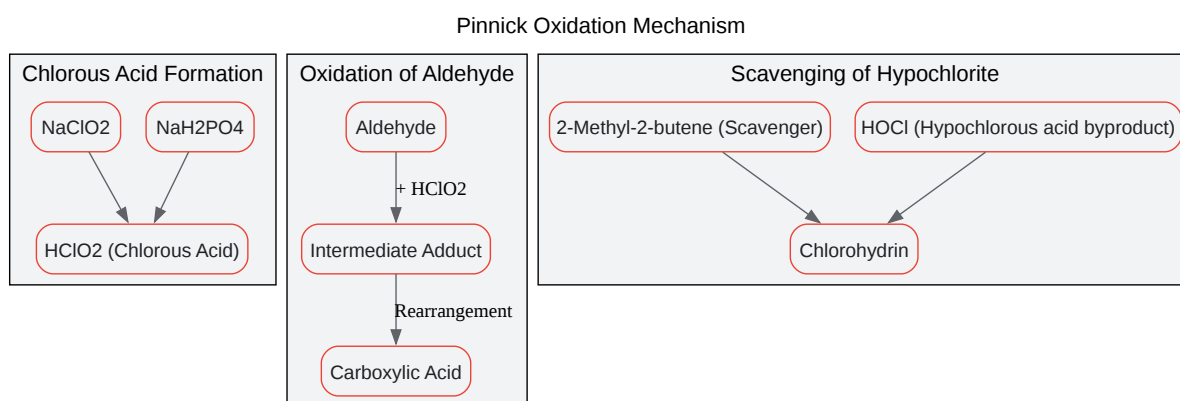 Pinnick Oxidation Mechanism
Chlorous Acid Formation
NaClO2
NaH2PO4
HClO2 (Chlorous Acid)
Oxidation of Aldehyde
Aldehyde
+ HClO2
Intermediate Adduct
Rearrangement
Carboxylic Acid
Scavenging of Hypochlorite
2-Methyl-2-butene (Scavenger)
HOCl (Hypochlorous acid byproduct)
Chlorohydrin